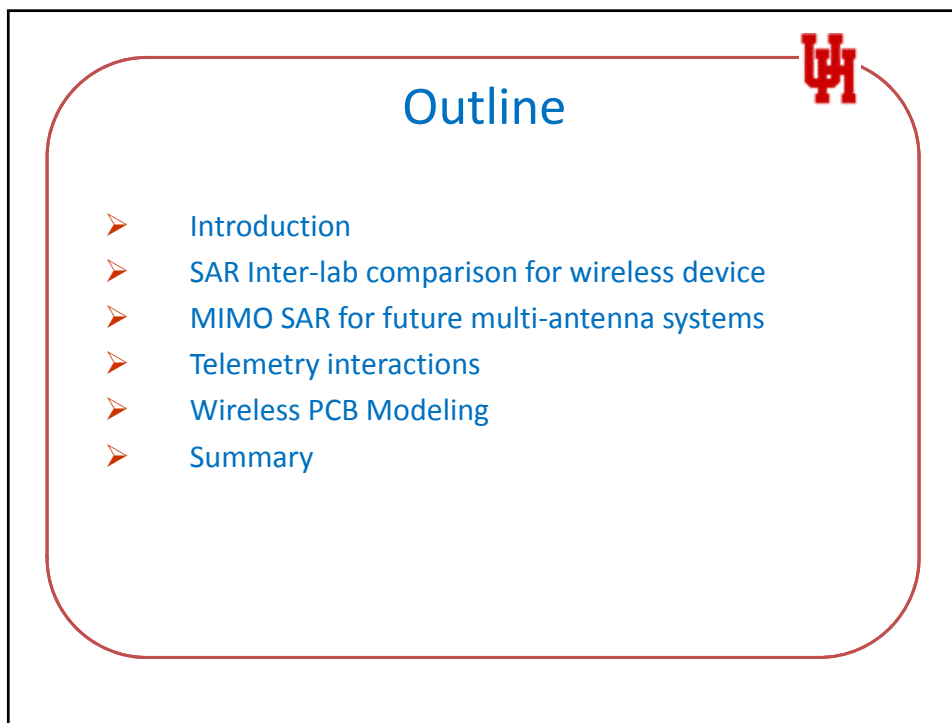 UH
Outline
➢ Introduction
➢ SAR Inter-lab comparison for wireless device
➢ MIMO SAR for future multi-antenna systems
➢ Telemetry interactions
➢ Wireless PCB Modeling
➢ Summary